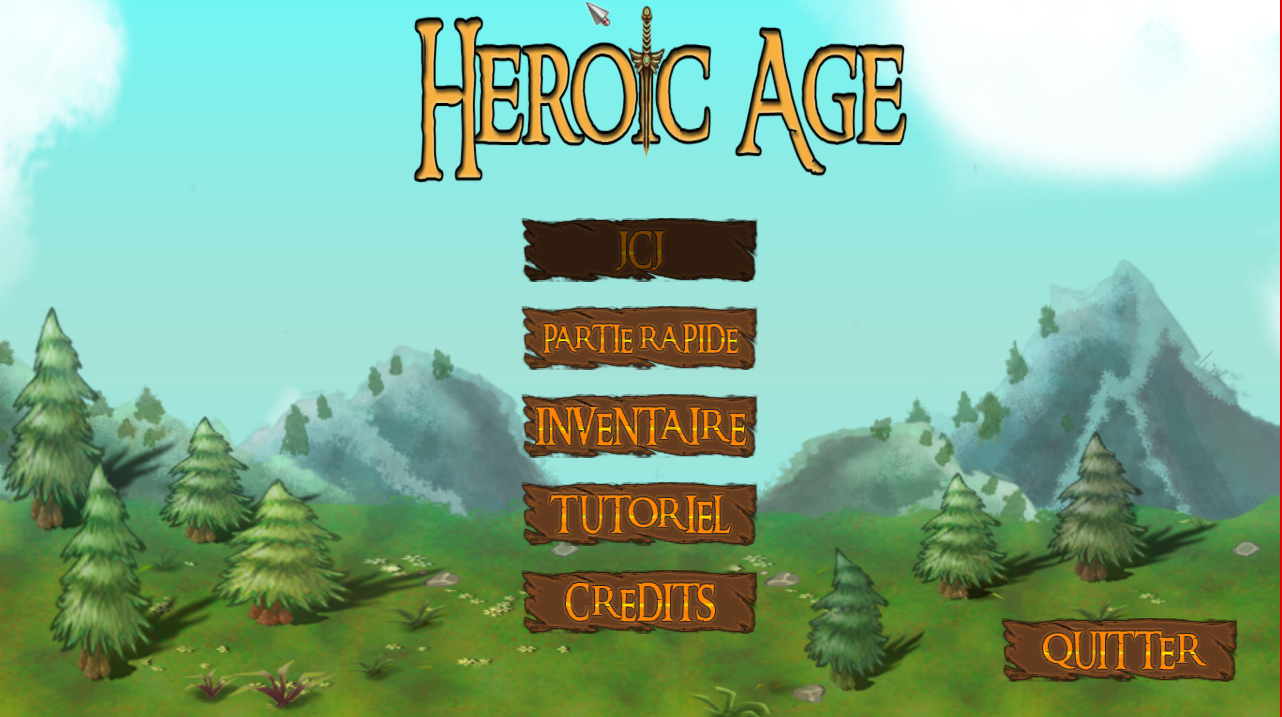 HEROIC AGE
JCJ
PARTIE RAPIDE
INVENTAIRE
TUTORIEL
CREDITS
QUITTER